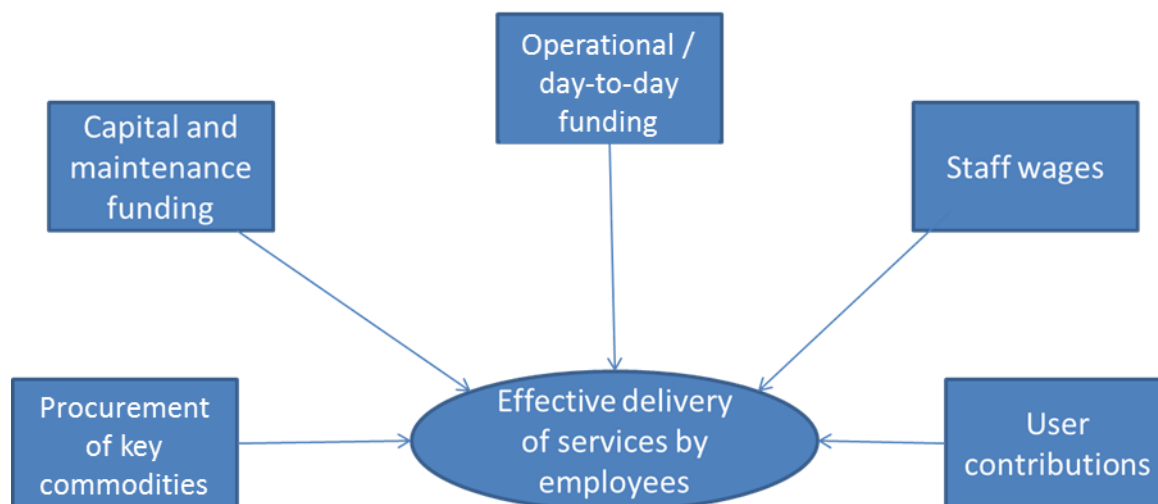 Operational /
day-to-day
funding
Capital and
maintenance
funding
Staff wages
Procurement
of key
commodities
Effective delivery
of services by
employees
User
contributions